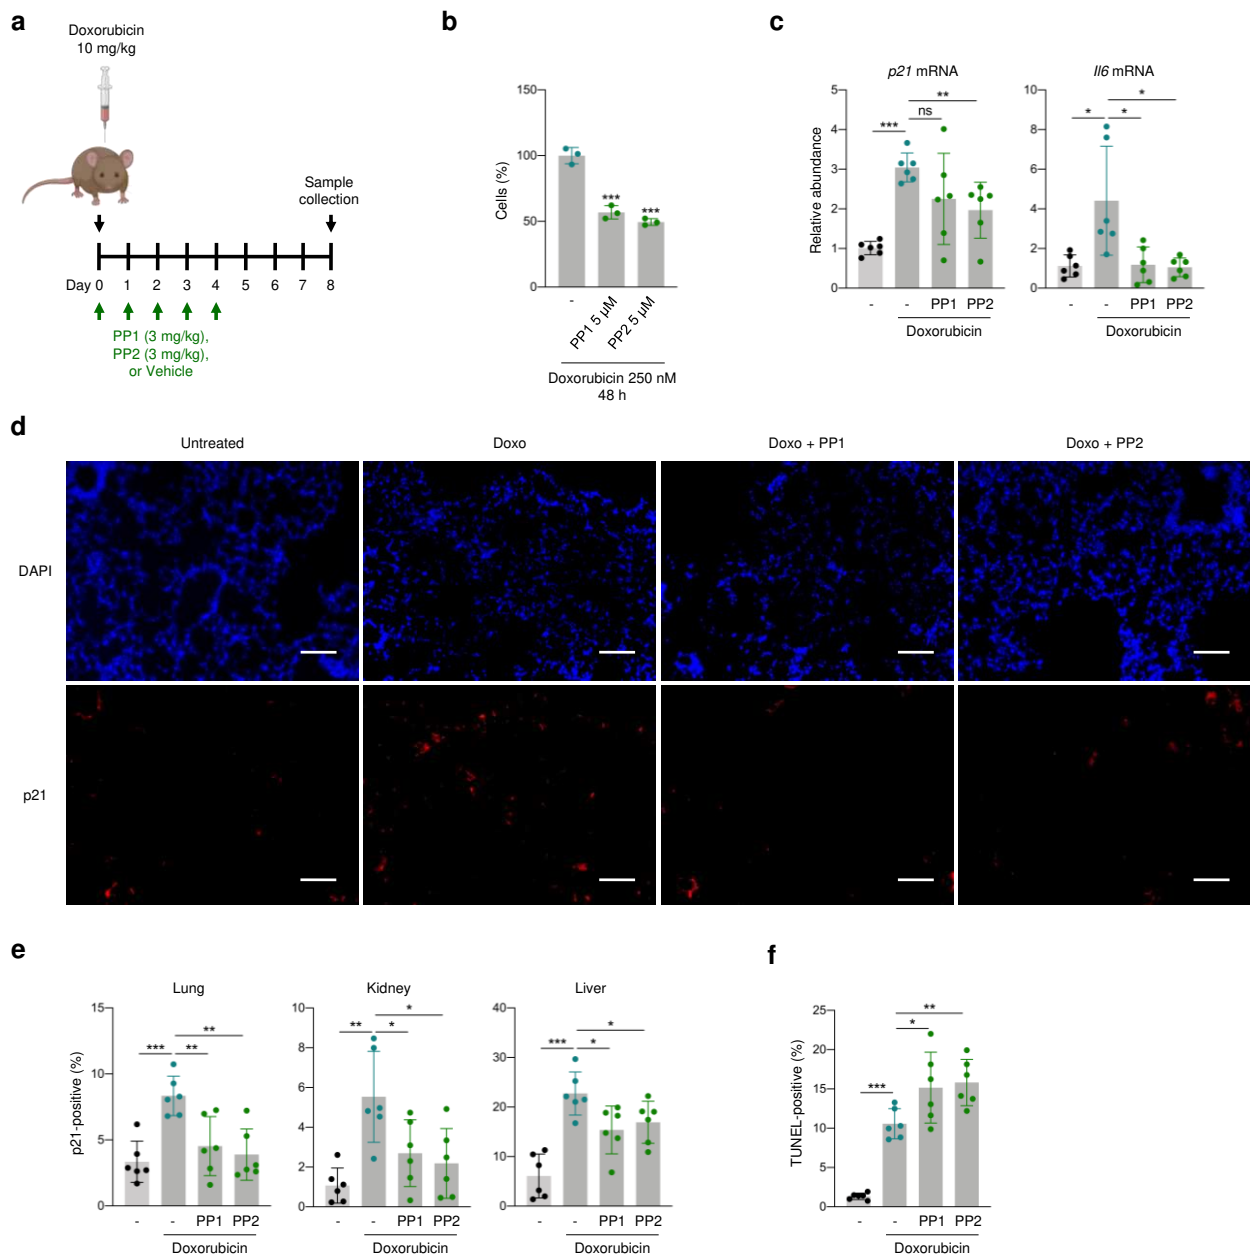 a
Doxorubicin
10 mg/kg
Sample
collection
Day 0 1 2 3 4 5 6 7 8
PP1 (3 mg/kg),
PP2 (3 mg/kg),
or Vehicle
b
Cells (%)
150
100
50
0
***
***
-
PP1 5 µM
PP2 5 µM
Doxorubicin 250 nM
48 h
c
p21 mRNA
Relative abundance
5
4
3
2
1
0
***
ns
**
- - PP1 PP2
Doxorubicin
Il6 mRNA
10
8
6
4
2
0
*
*
*
- - PP1 PP2
Doxorubicin
d
Untreated
Doxo
Doxo + PP1
Doxo + PP2
DAPI
p21
e
Lung
p21-positive (%)
15
10
5
0
***
**
**
- - PP1 PP2
Doxorubicin
Kidney
10
8
6
4
2
0
**
*
*
- - PP1 PP2
Doxorubicin
Liver
40
30
20
10
0
***
*
*
- - PP1 PP2
Doxorubicin
f
TUNEL-positive (%)
25
20
15
10
5
0
***
*
**
- - PP1 PP2
Doxorubicin